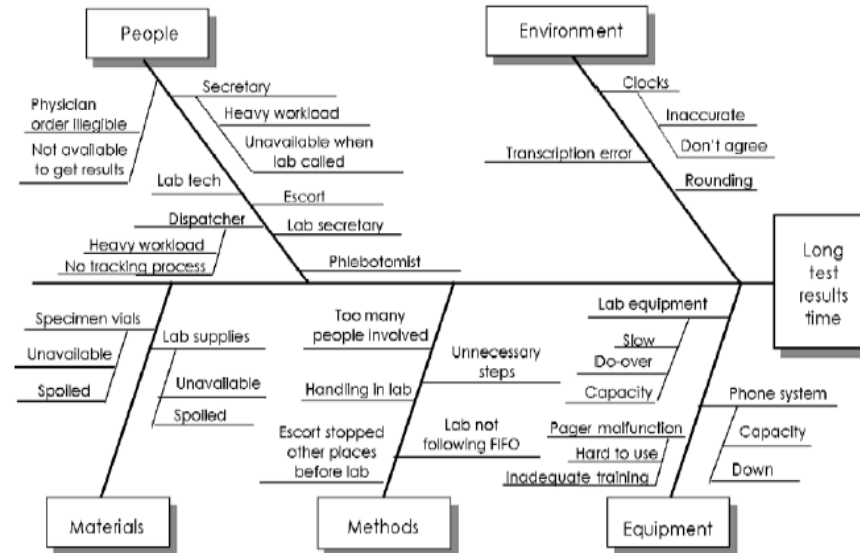 People
Environment
Secretary
Clocks
Physician
order illegible
Heavy workload
Inaccurate
Not available
to get results
Unavailable when
lab called
Transcription error
Don't agree
Lab tech
Rounding
Escort
Dispatcher
Lab secretary
Heavy workload
No tracking process
Phlebotomist
Long
test
results
time
Specimen vials
Lab supplies
Too many
people involved
Lab equipment
Unavailable
Unnecessary
steps
Slow
Do-over
Spoiled
Unavailable
Handling in lab
Capacity
Phone system
Spoiled
Escort stopped
other places
before lab
Lab not
following FIFO
Pager malfunction
Hard to use
Inadequate training
Capacity
Down
Materials
Methods
Equipment